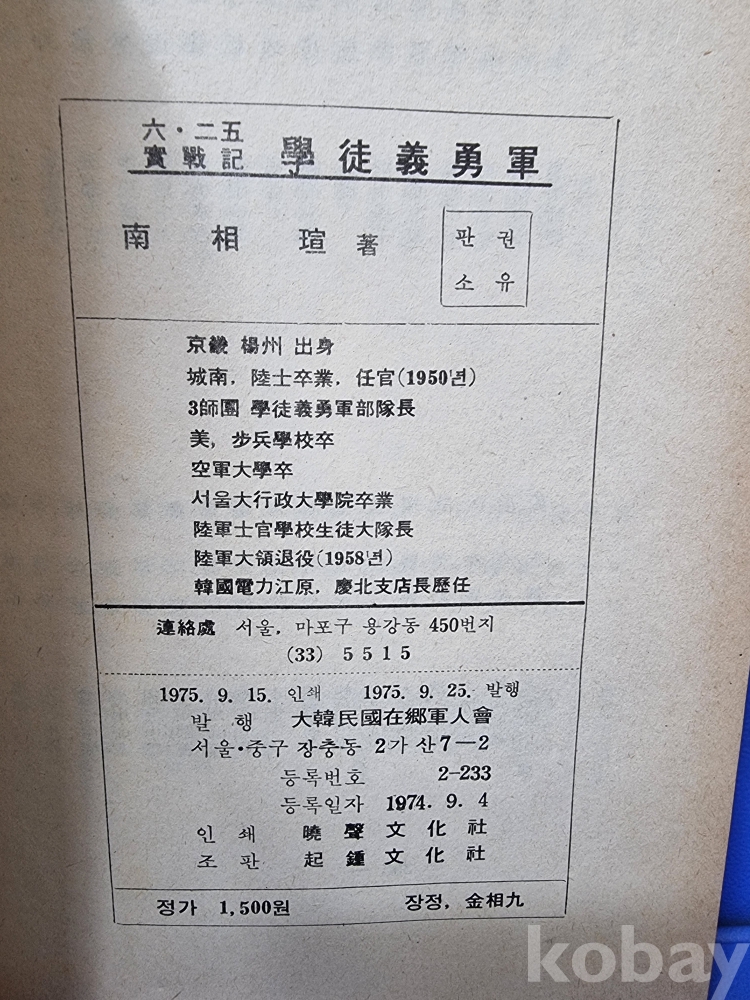 六·二五
實戰記 學徒義勇軍
南相瑄著
판권
소유
京畿 楊州 出身
城南, 陸士卒業, 任官(1950년)
3師團 學徒義勇軍部隊長
美, 步兵學校卒
空軍大學卒
서울大行政大學院卒業
陸軍士官學校生徒大隊長
陸軍大領退役(1958년)
韓國電力江原, 慶北支店長歷任
連絡處 서울, 마포구 용강동 450번지
(33) 5515
1975. 9. 15. 인쇄 1975. 9. 25. 발행
발행 大韓民國在鄕軍人會
서울·중구 장충동 2가 산7—2
등록번호 2-233
등록일자 1974. 9. 4
인쇄 曉聲文化社
조판 起鍾文化社
정가 1,500원 장정, 金相九
kobay